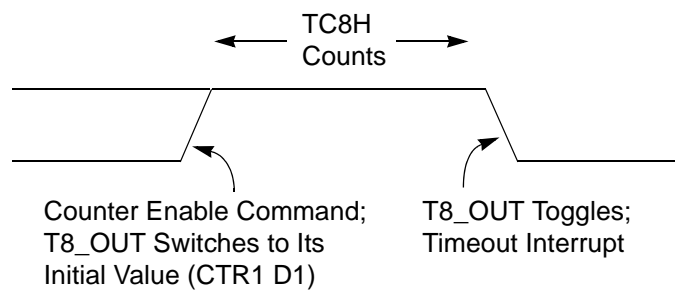 TC8H
Counts
Counter Enable Command;
T8_OUT Switches to Its
Initial Value (CTR1 D1)
T8_OUT Toggles;
Timeout Interrupt